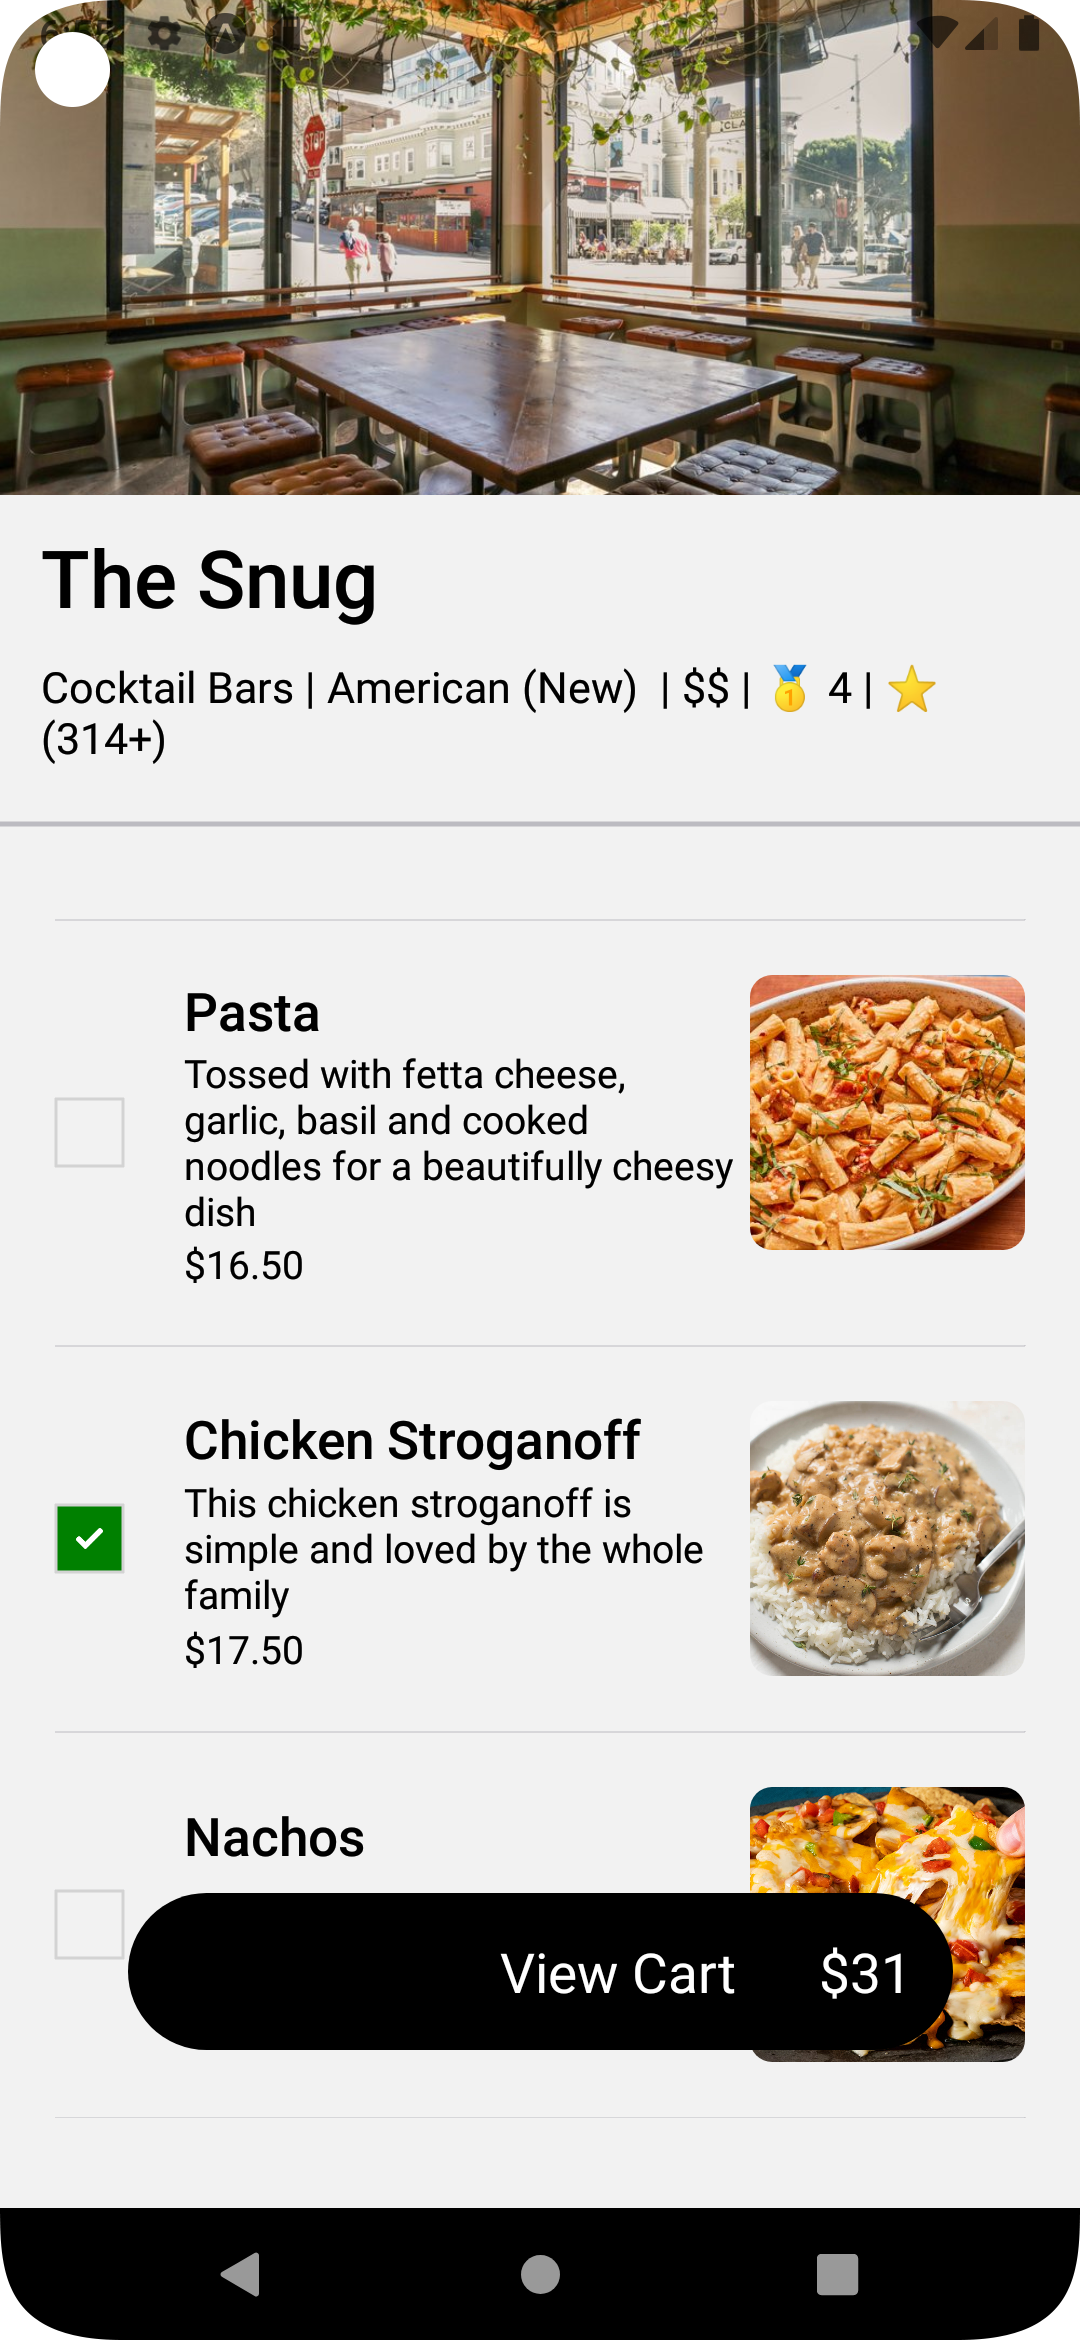 STOP
The Snug
Cocktail Bars | American (New) | $$ | 🥇 4 | ⭐
(314+)
Pasta
Tossed with fetta cheese,
garlic, basil and cooked
noodles for a beautifully cheesy
dish
$16.50
Chicken Stroganoff
This chicken stroganoff is
simple and loved by the whole
family
$17.50
Nachos
View Cart $31